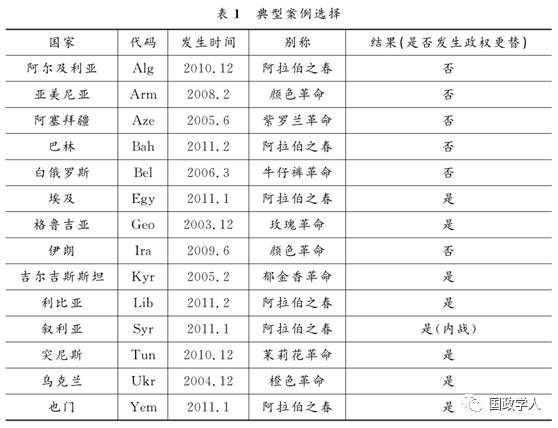 表 1 典型案例选择
国家 代码 发生时间 别称 结果(是否发生政权更替)
阿尔及利亚 Alg 2010.12 阿拉伯之春 否
亚美尼亚 Arm 2008.2 颜色革命 否
阿塞拜疆 Aze 2005.6 紫罗兰革命 否
巴林 Bah 2011.2 阿拉伯之春 否
白俄罗斯 Bel 2006.3 牛仔裤革命 否
埃及 Egy 2011.1 阿拉伯之春 是
格鲁吉亚 Geo 2003.12 玫瑰革命 是
伊朗 Ira 2009.6 颜色革命 否
吉尔吉斯斯坦 Kyr 2005.2 郁金香革命 是
利比亚 Lib 2011.2 阿拉伯之春 是
叙利亚 Syr 2011.1 阿拉伯之春 是(内战)
突尼斯 Tun 2010.12 茉莉花革命 是
乌克兰 Ukr 2004.12 橙色革命 是
也门 Yem 2011.1 阿拉伯之春 是
国政学人